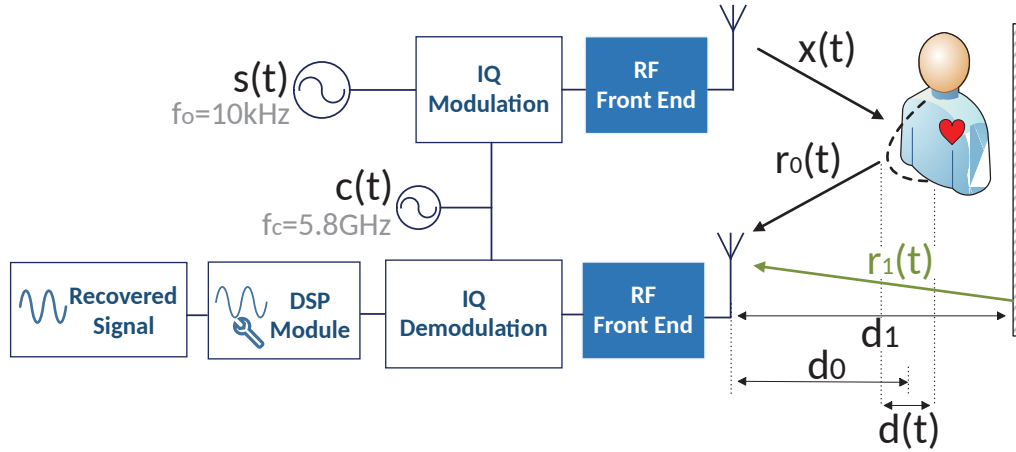 s(t)
fo=10kHz
IQ
Modulation
RF
Front End
x(t)
r0(t)
c(t)
fc=5.8GHz
r1(t)
Recovered
Signal
DSP
Module
IQ
Demodulation
RF
Front End
d1
d0
d(t)